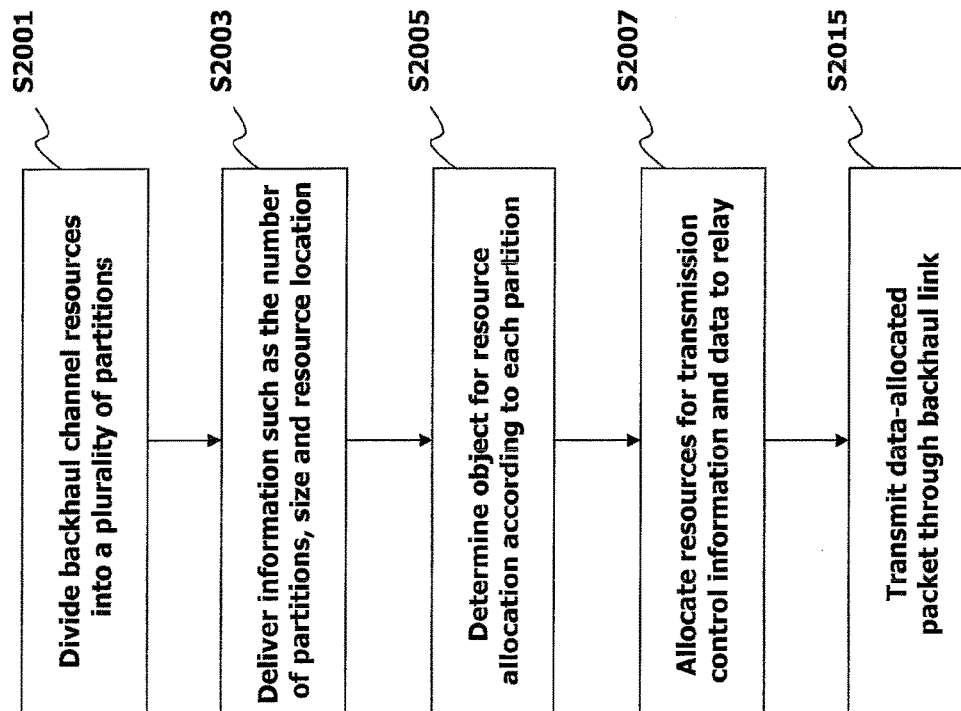 S2001
Divide backhaul channel resources
into a plurality of partitions
S2003
Deliver information such as the number
of partitions, size and resource location
S2005
Determine object for resource
allocation according to each partition
S2007
Allocate resources for transmission
control information and data to relay
S2015
Transmit data-allocated
packet through backhaul link